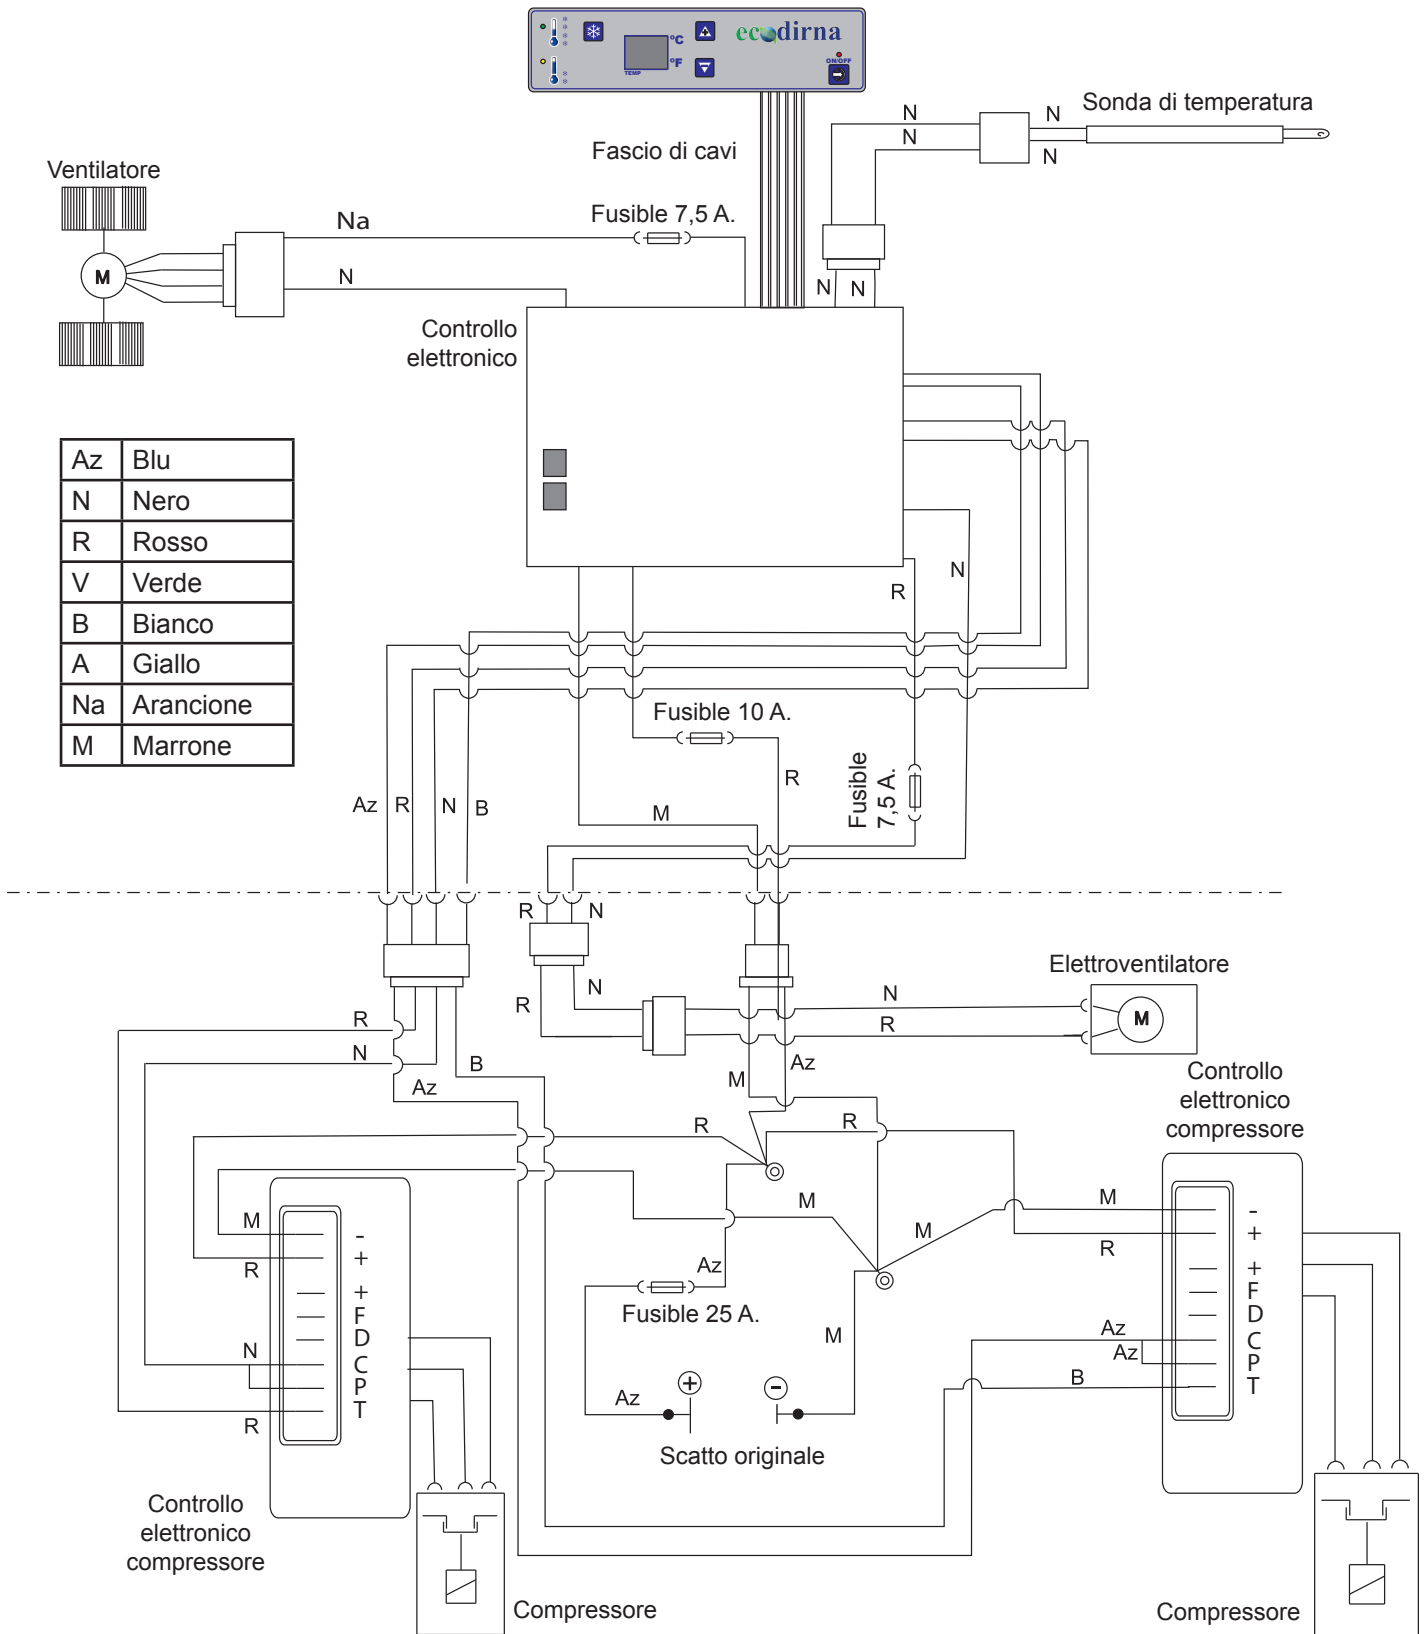 ecodirna
°C
°F
TEMP
ON/OFF
Sonda di temperatura
N
N
N
N
Fascio di cavi
Ventilatore
Fusible 7,5 A.
Na
M
N
N
N
Controllo
elettronico
Az Blu
N Nero
R Rosso
V Verde
B Bianco
A Giallo
Na Arancione
M Marrone
N
R
Fusible 10 A.
R
Fusible
7,5 A.
Az
R
N
B
M
R
N
Elettroventilatore
R
N
N
R
M
R
N
B
Az
M
Az
Controllo
elettronico
compressore
R
R
M
M
M
-
+
+
F
D
C
P
T
R
Az
Az
B
M
R
-
+
+
F
D
C
P
T
N
R
Az
Fusible 25 A.
M
Az
+
-
Scatto originale
Controllo
elettronico
compressore
Compressore
Compressore